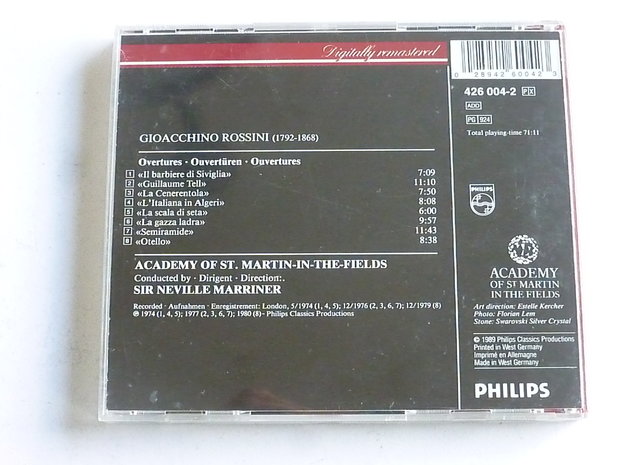 Digitally remastered
0 28942 60042 0
426 004-2 PX
ADD
PG 924
Total playing-time 71:11
GIOACCHINO ROSSINI (1792-1868)
Overtures · Ouvertüren · Ouvertures
1 «Il barbiere di Siviglia» 7:09
2 «Guillaume Tell» 11:10
3 «La Cenerentola» 7:50
4 «L'Italiana in Algeri» 8:08
5 «La scala di seta» 6:00
6 «La gazza ladra» 9:57
7 «Semiramide» 11:43
8 «Otello» 8:38
ACADEMY OF ST. MARTIN-IN-THE-FIELDS
Conducted by · Dirigent · Direction:
SIR NEVILLE MARRINER
Recorded · Aufnahmen · Enregistrement: London, 5/1974 (1, 4, 5); 12/1976 (2, 3, 6, 7); 12/1979 (8)
℗ 1974 (1, 4, 5); 1977 (2, 3, 6, 7); 1980 (8) - Philips Classics Productions
PHILIPS
ACADEMY
OF ST MARTIN
IN THE FIELDS
Art direction: Estelle Kercher
Photo: Florian Lem
Stone: Swarovski Silver Crystal
© 1989 Philips Classics Productions
Printed in West Germany
Imprimé en Allemagne
Made in West Germany
PHILIPS